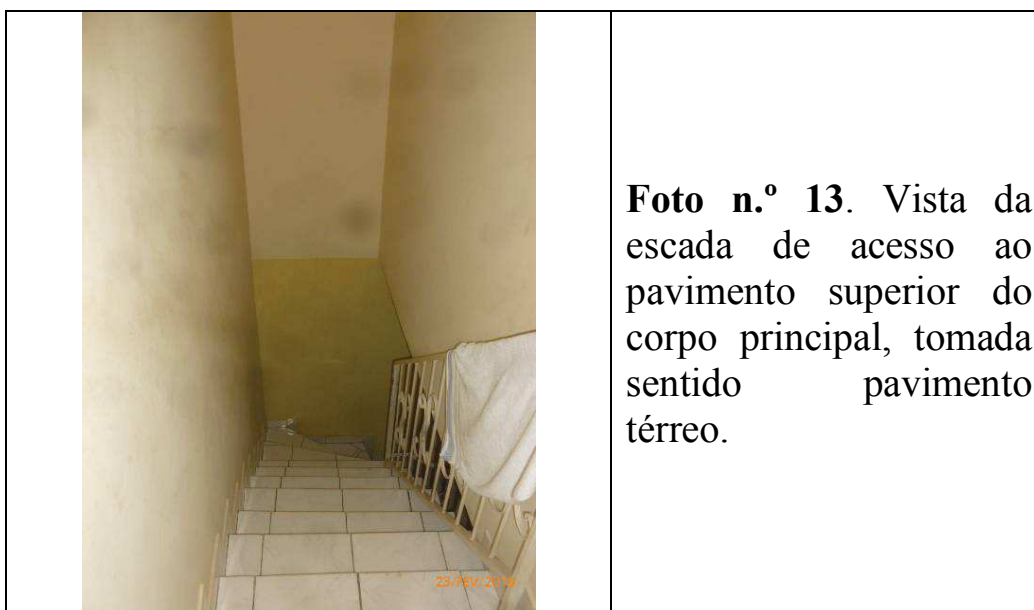 Foto n.º 13. Vista da
escada de acesso ao
pavimento superior do
corpo principal, tomada
sentido pavimento
térreo.